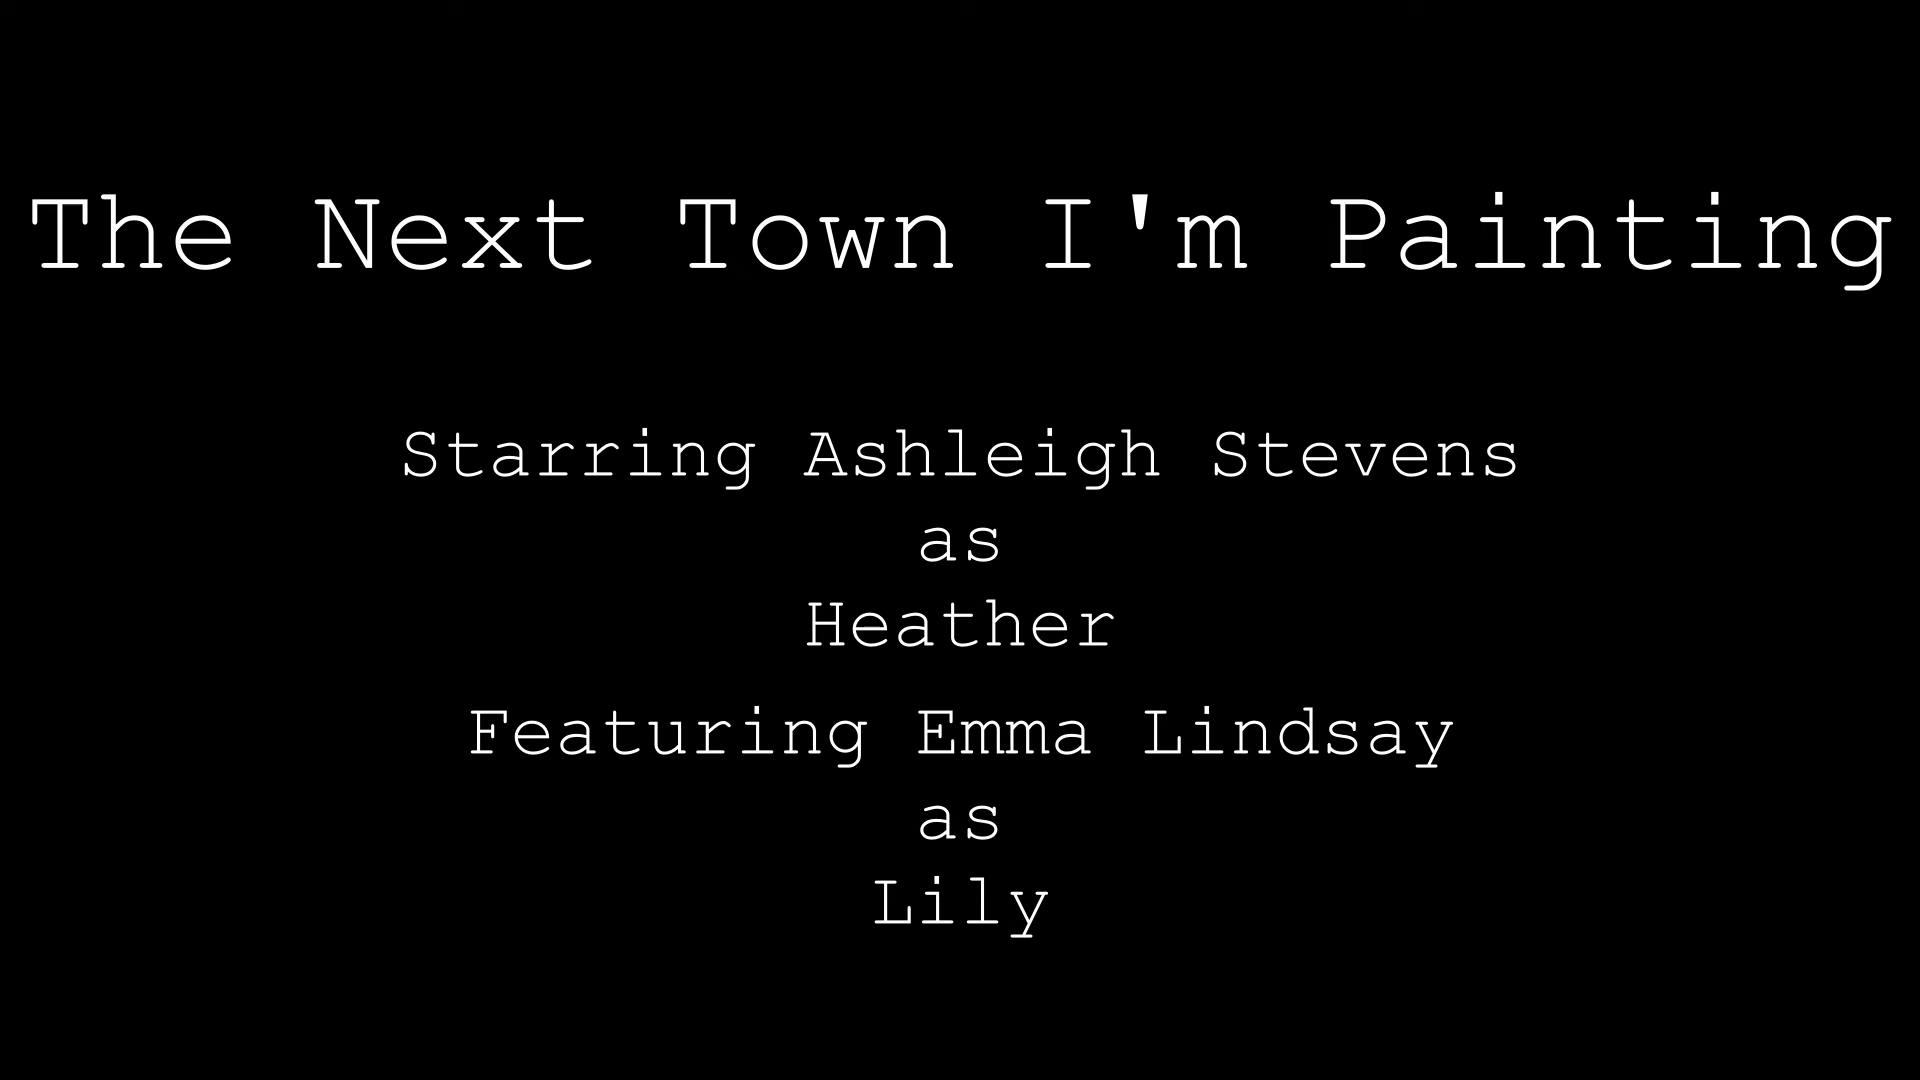 The Next Town I'm Painting
Starring Ashleigh Stevens
as
Heather
Featuring Emma Lindsay
as
Lily